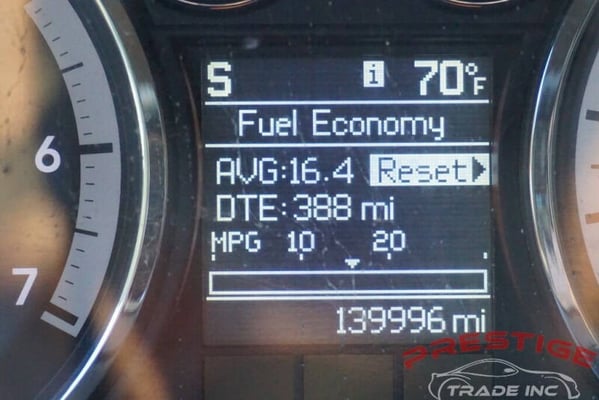 S i 70°F
Fuel Economy
AVG:16.4 Reset
DTE: 388 mi
MPG 10 20
139996 mi
6
7
PRESTIGE
TRADE INC